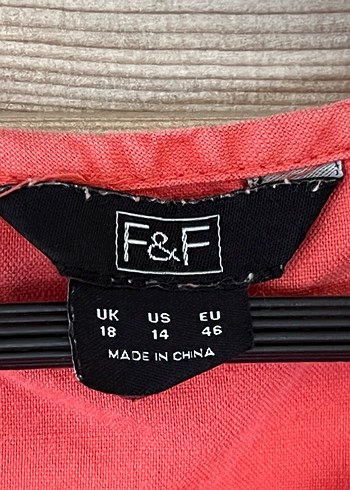 F&F
UK US EU
18 14 46
MADE IN CHINA